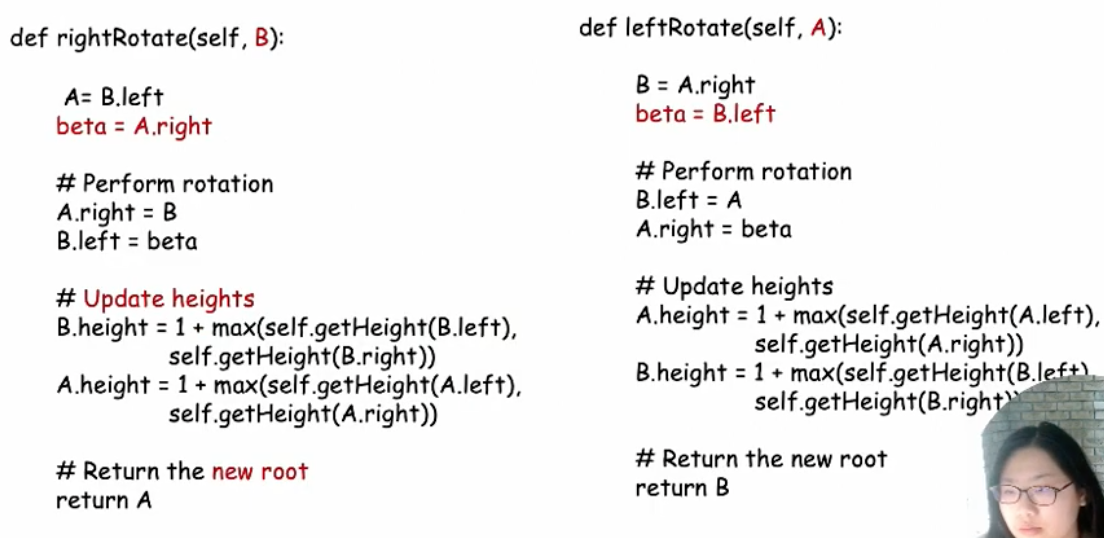 def rightRotate(self, B):
A= B.left
beta = A.right
# Perform rotation
A.right = B
B.left = beta
# Update heights
B.height = 1 + max(self.getHeight(B.left),
self.getHeight(B.right))
A.height = 1 + max(self.getHeight(A.left),
self.getHeight(A.right))
# Return the new root
return A
def leftRotate(self, A):
B = A.right
beta = B.left
# Perform rotation
B.left = A
A.right = beta
# Update heights
A.height = 1 + max(self.getHeight(A.left),
self.getHeight(A.right))
B.height = 1 + max(self.getHeight(B.left),
self.getHeight(B.right))
# Return the new root
return B